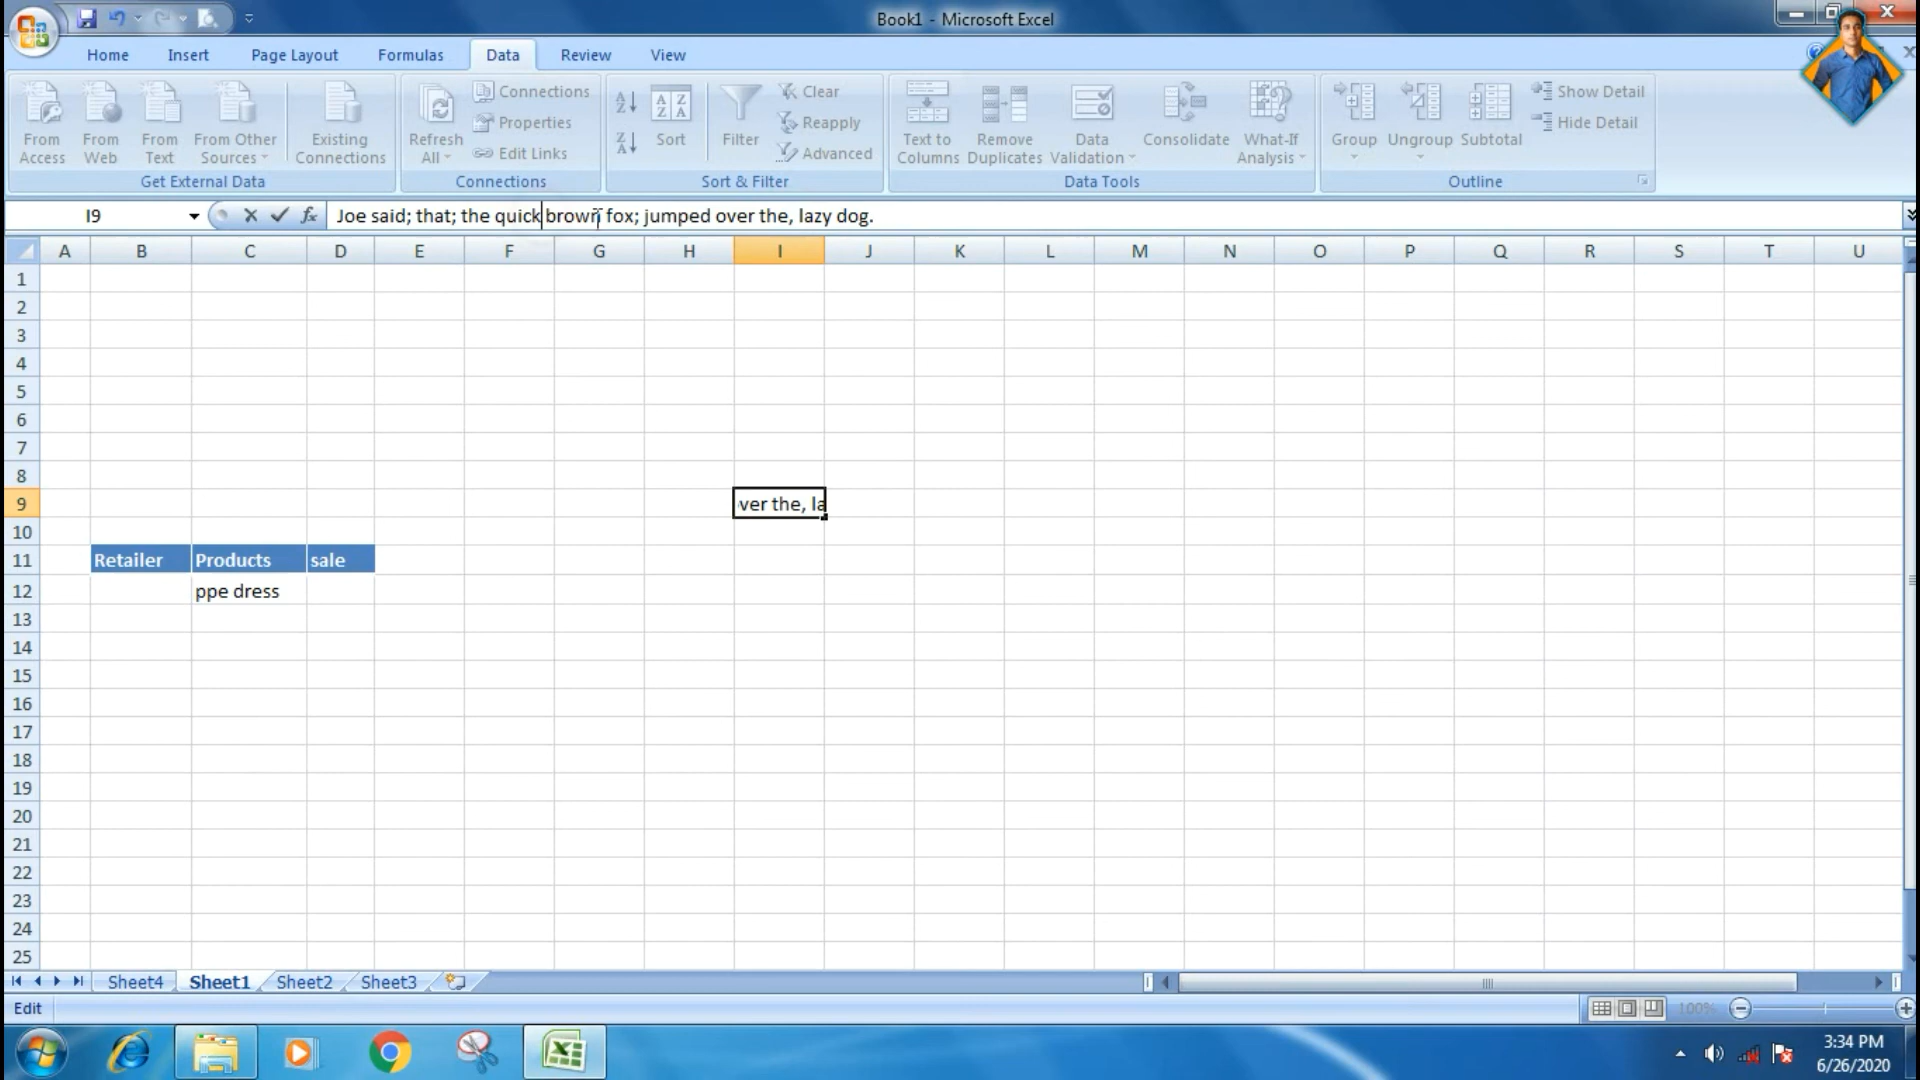 Book1 - Microsoft Excel
Home Insert Page Layout Formulas Data Review View
From Access
From Web
From Text
From Other Sources
Existing Connections
Get External Data
Refresh All
Connections
Properties
Edit Links
Connections
Sort
Filter
Clear
Reapply
Advanced
Sort & Filter
Text to Columns
Remove Duplicates
Data Validation
Consolidate
What-If Analysis
Data Tools
Group
Ungroup
Subtotal
Show Detail
Hide Detail
Outline
I9 fx Joe said; that; the quick brown fox; jumped over the, lazy dog.
A B C D E F G H I J K L M N O P Q R S T U
1
2
3
4
5
6
7
8
9 ver the, la
10
11 Retailer Products sale
12 ppe dress
13
14
15
16
17
18
19
20
21
22
23
24
25
Sheet4 Sheet1 Sheet2 Sheet3
Edit 100%
3:34 PM
6/26/2020